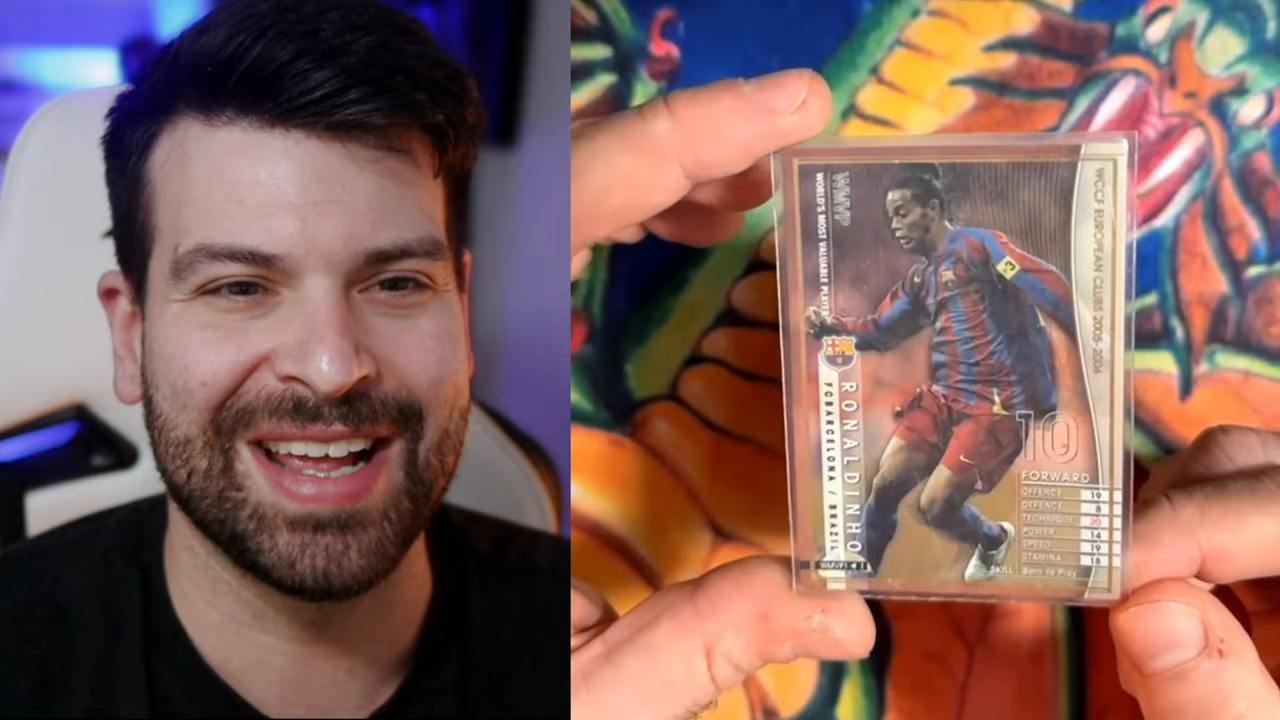 WMVP
WORLD'S MOST VALUABLE PLAYER
WCCF EUROPEAN CLUBS 2005-2006
RONALDINHO
FC BARCELONA / BRAZIL
10
FORWARD
OFFENCE 19
DEFENCE 8
TECHNIQUE 20
POWER 14
SPEED 19
STAMINA 18
SKILL Born to Play
WMVP1